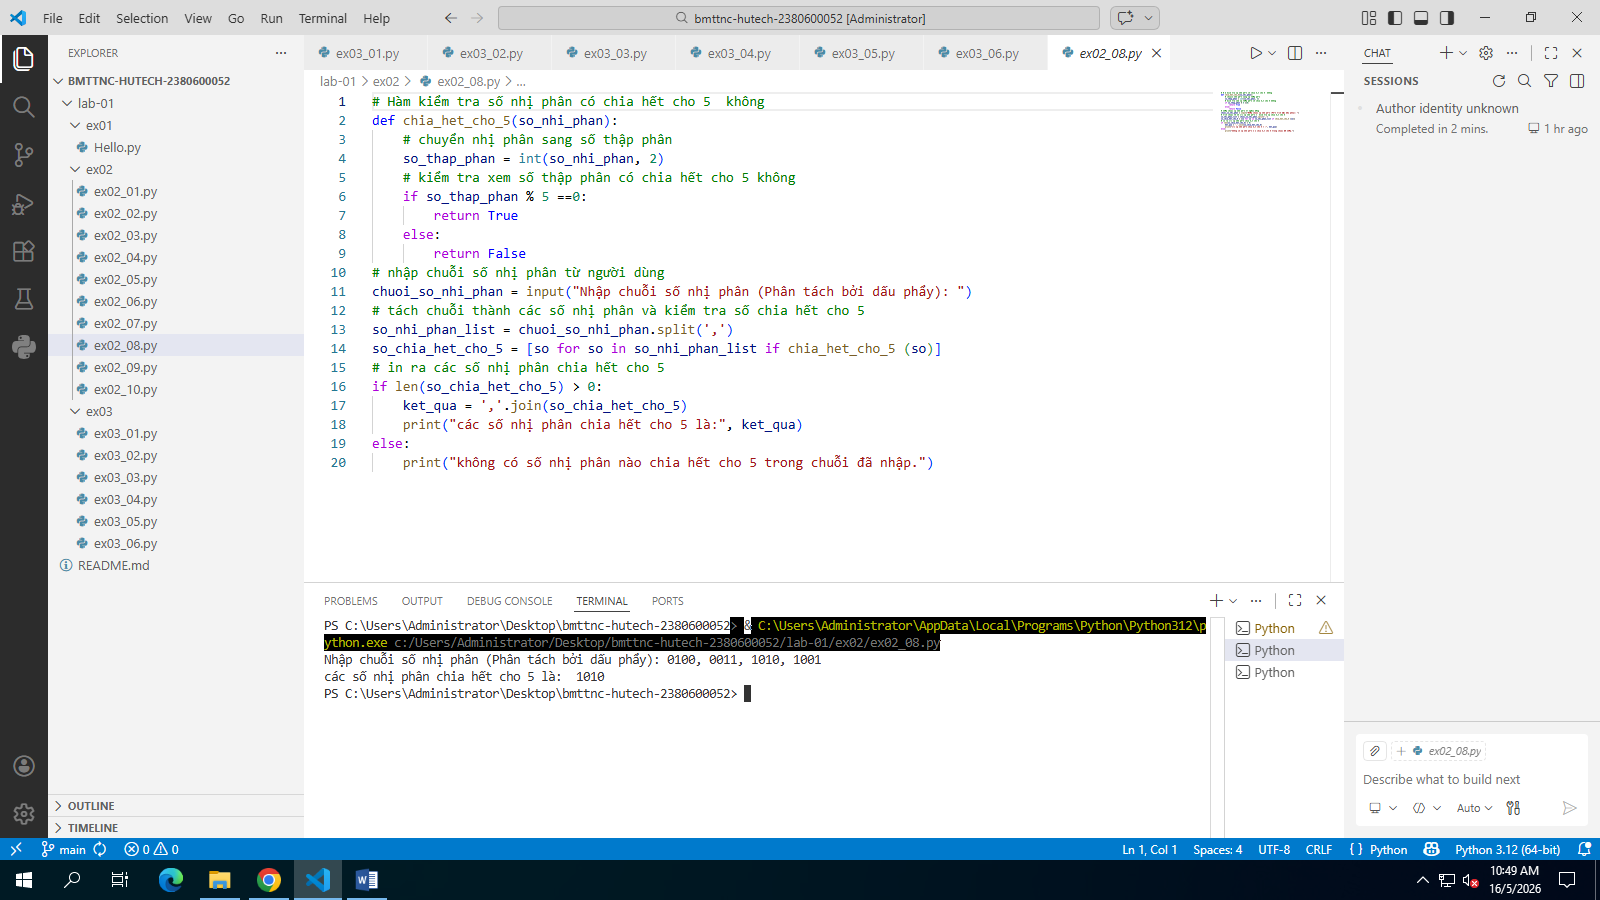 File Edit Selection View Go Run Terminal Help
bmttnc-hutech-2380600052 [Administrator]
EXPLORER
BMTTNC-HUTECH-2380600052
lab-01
ex01
Hello.py
ex02
ex02_01.py
ex02_02.py
ex02_03.py
ex02_04.py
ex02_05.py
ex02_06.py
ex02_07.py
ex02_08.py
ex02_09.py
ex02_10.py
ex03
ex03_01.py
ex03_02.py
ex03_03.py
ex03_04.py
ex03_05.py
ex03_06.py
README.md
OUTLINE
TIMELINE
ex03_01.py ex03_02.py ex03_03.py ex03_04.py ex03_05.py ex03_06.py ex02_08.py
lab-01 > ex02 > ex02_08.py > ...
1 # Hàm kiểm tra số nhị phân có chia hết cho 5  không
2 def chia_het_cho_5(so_nhi_phan):
3     # chuyển nhị phân sang số thập phân
4     so_thap_phan = int(so_nhi_phan, 2)
5     # kiểm tra xem số thập phân có chia hết cho 5 không
6     if so_thap_phan % 5 ==0:
7         return True
8     else:
9         return False
10 # nhập chuỗi số nhị phân từ người dùng
11 chuoi_so_nhi_phan = input("Nhập chuỗi số nhị phân (Phân tách bởi dấu phẩy): ")
12 # tách chuỗi thành các số nhị phân và kiểm tra số chia hết cho 5
13 so_nhi_phan_list = chuoi_so_nhi_phan.split(',')
14 so_chia_het_cho_5 = [so for so in so_nhi_phan_list if chia_het_cho_5 (so)]
15 # in ra các số nhị phân chia hết cho 5
16 if len(so_chia_het_cho_5) > 0:
17     ket_qua = ','.join(so_chia_het_cho_5)
18     print("các số nhị phân chia hết cho 5 là:", ket_qua)
19 else:
20     print("không có số nhị phân nào chia hết cho 5 trong chuỗi đã nhập.")
PROBLEMS OUTPUT DEBUG CONSOLE TERMINAL PORTS
PS C:\Users\Administrator\Desktop\bmttnc-hutech-2380600052> & C:\Users\Administrator\AppData\Local\Programs\Python\Python312\p
ython.exe c:/Users/Administrator/Desktop/bmttnc-hutech-2380600052/lab-01/ex02/ex02_08.py
Nhập chuỗi số nhị phân (Phân tách bởi dấu phẩy): 0100, 0011, 1010, 1001
các số nhị phân chia hết cho 5 là:  1010
PS C:\Users\Administrator\Desktop\bmttnc-hutech-2380600052>
Python
Python
Python
CHAT
SESSIONS
Author identity unknown
Completed in 2 mins. 1 hr ago
ex02_08.py
Describe what to build next
Auto
main 0 0 Ln 1, Col 1 Spaces: 4 UTF-8 CRLF { } Python Python 3.12 (64-bit)
10:49 AM
16/5/2026